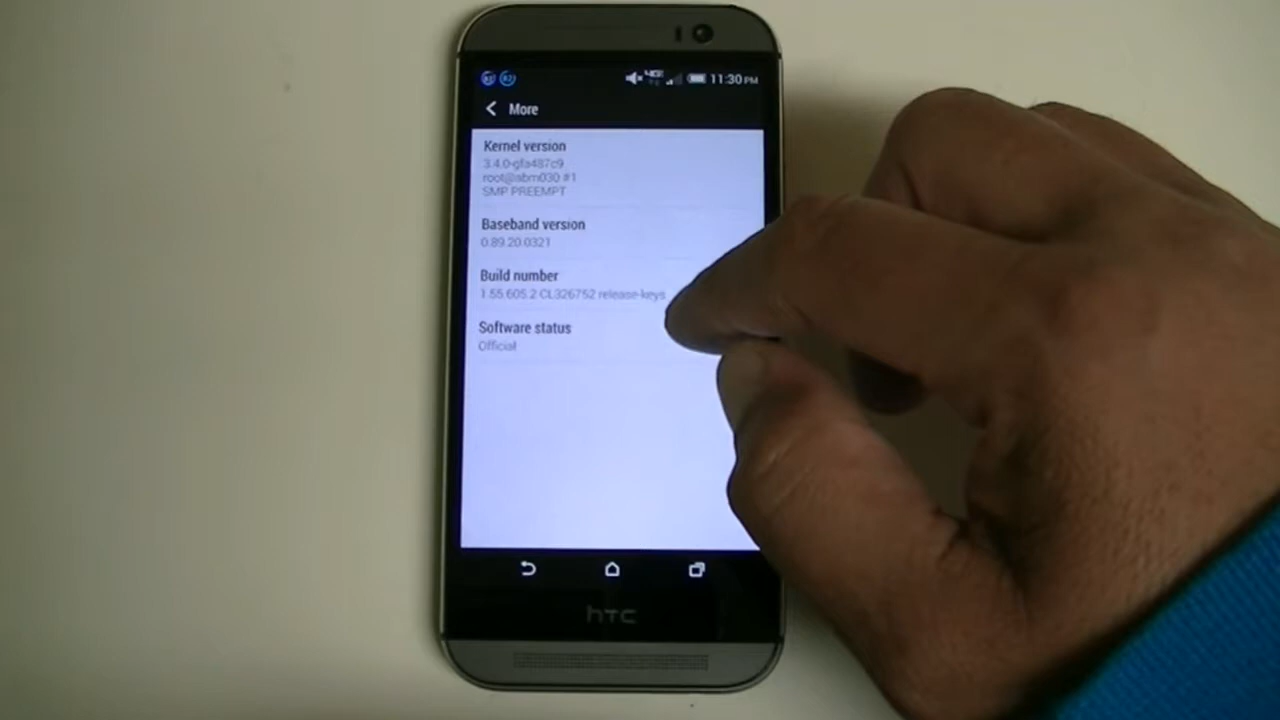 4G 11:30 PM
More
Kernel version
3.4.0-gfa487c9
root@abm030 #1
SMP PREEMPT
Baseband version
0.89.20.0321
Build number
1.55.605.2 CL326752 release-keys
Software status
Official
hTC